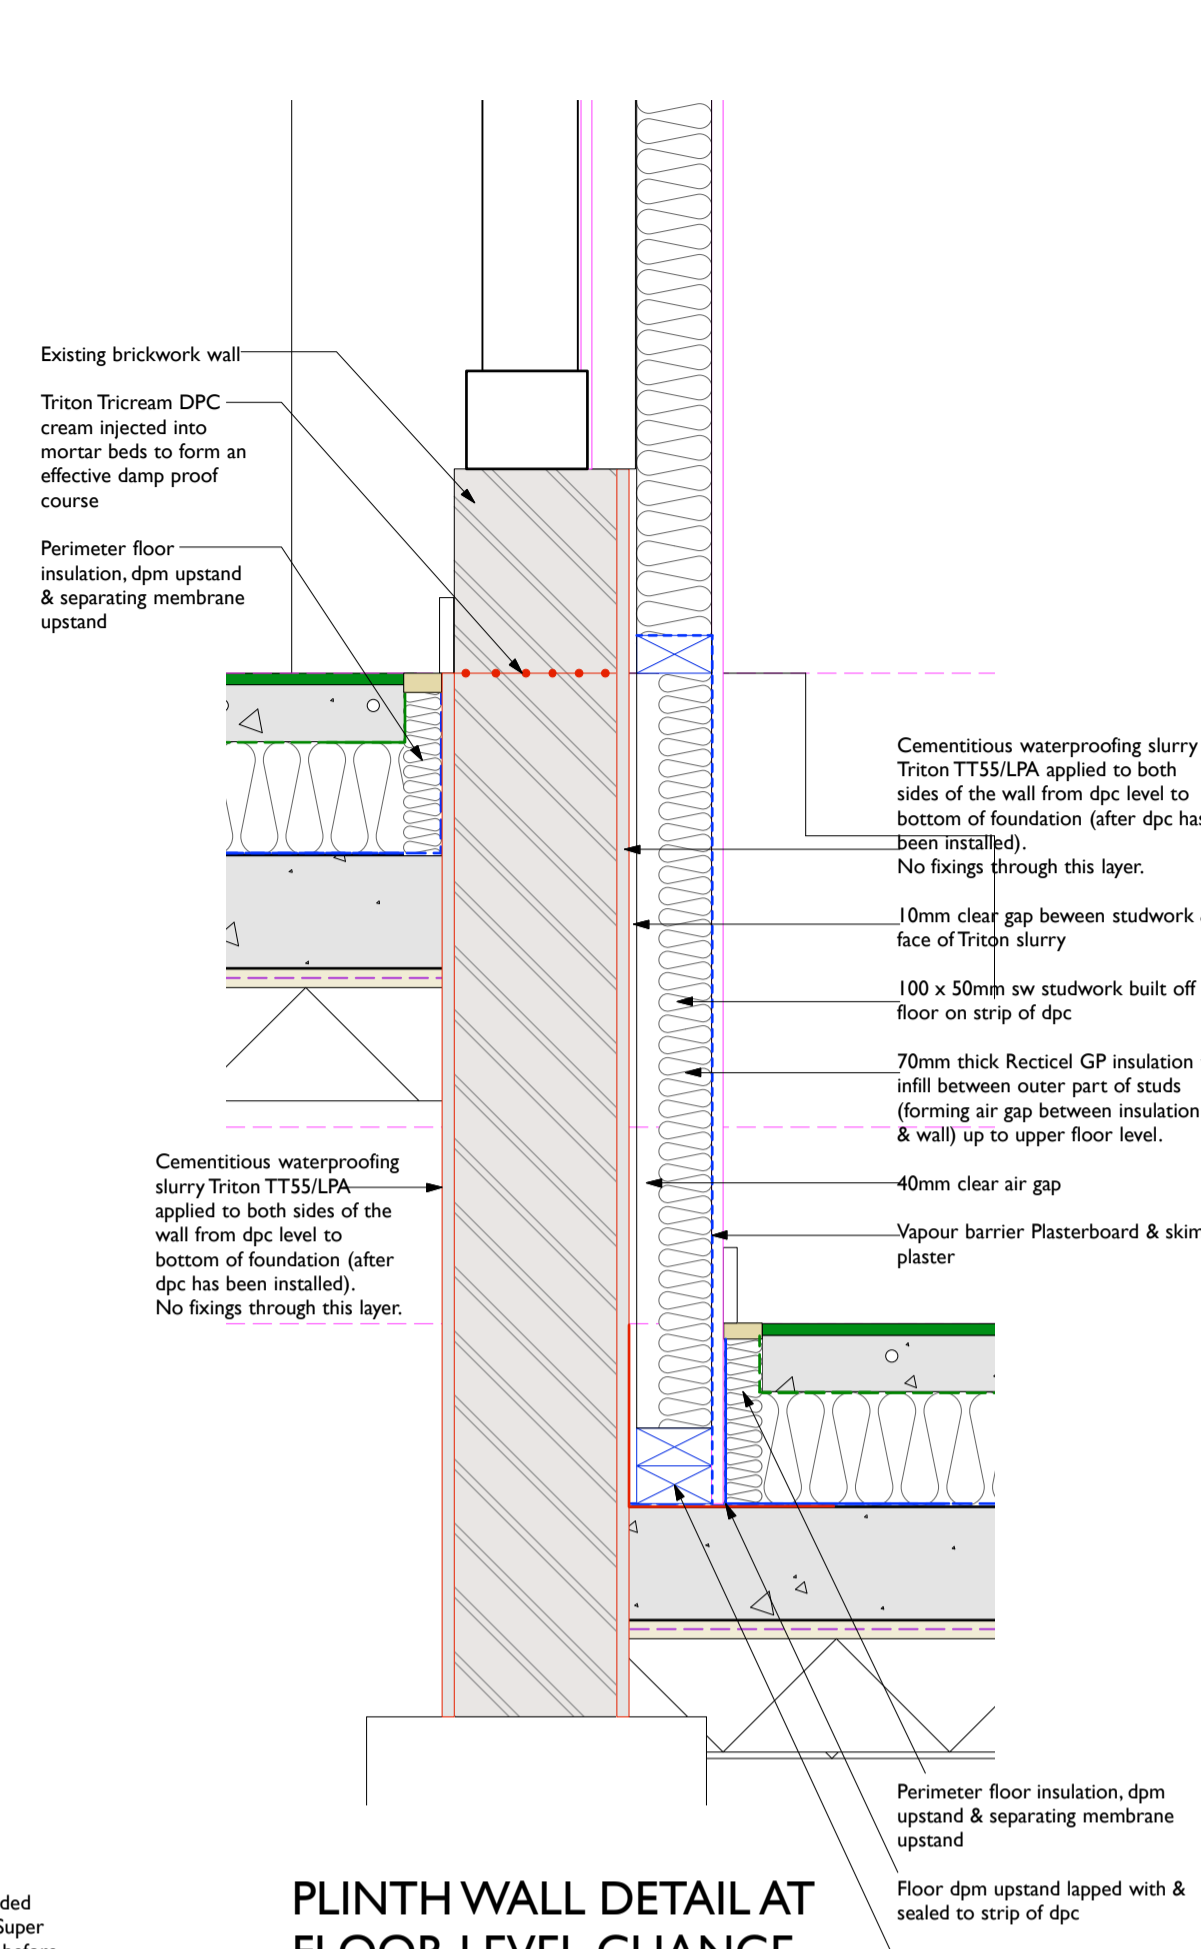 Existing brickwork wall
Triton Tricream DPC
cream injected into
mortar beds to form an
effective damp proof
course
Perimeter floor
insulation, dpm upstand
& separating membrane
upstand
Cementitious waterproofing slurry
Triton TT55/LPA applied to both
sides of the wall from dpc level to
bottom of foundation (after dpc has
been installed).
No fixings through this layer.
10mm clear gap beween studwork
face of Triton slurry
100 x 50mm sw studwork built off
floor on strip of dpc
70mm thick Recticel GP insulation
infill between outer part of studs
(forming air gap between insulation
& wall) up to upper floor level.
40mm clear air gap
Vapour barrier Plasterboard & skim
plaster
Cementitious waterproofing
slurry Triton TT55/LPA
applied to both sides of the
wall from dpc level to
bottom of foundation (after
dpc has been installed).
No fixings through this layer.
Perimeter floor insulation, dpm
upstand & separating membrane
upstand
Floor dpm upstand lapped with &
sealed to strip of dpc
ded
Super
before
PLINTH WALL DETAIL AT
FLOOR LEVEL CHANGE